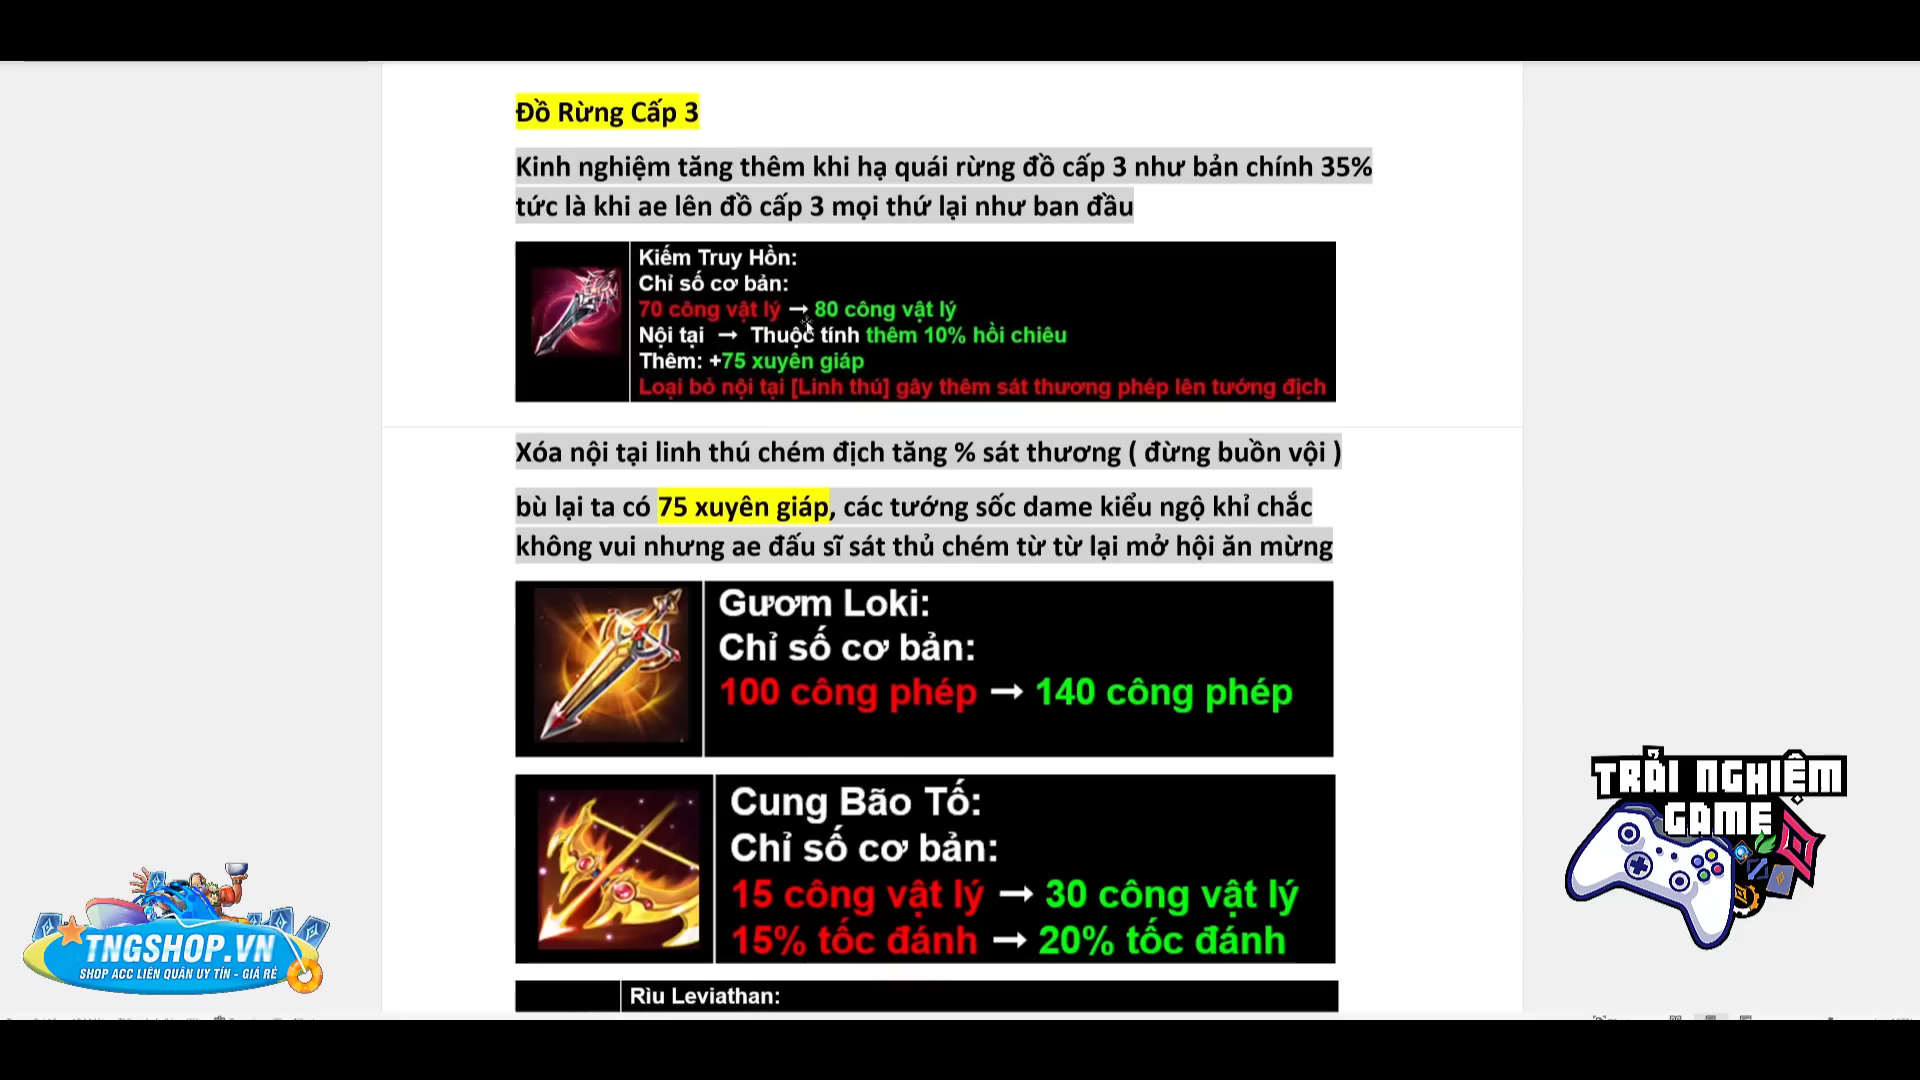 Đồ Rừng Cấp 3
Kinh nghiệm tăng thêm khi hạ quái rừng đồ cấp 3 như bản chính 35%
tức là khi ae lên đồ cấp 3 mọi thứ lại như ban đầu
Kiếm Truy Hồn:
Chỉ số cơ bản:
70 công vật lý → 80 công vật lý
Nội tại → Thuộc tính thêm 10% hồi chiêu
Thêm: +75 xuyên giáp
Loại bỏ nội tại [Linh thú] gây thêm sát thương phép lên tướng địch
Xóa nội tại linh thú chém địch tăng % sát thương ( đừng buồn vội )
bù lại ta có 75 xuyên giáp, các tướng sốc dame kiểu ngộ khỉ chắc
không vui nhưng ae đấu sĩ sát thủ chém từ từ lại mở hội ăn mừng
Gươm Loki:
Chỉ số cơ bản:
100 công phép → 140 công phép
Cung Bão Tố:
Chỉ số cơ bản:
15 công vật lý → 30 công vật lý
15% tốc đánh → 20% tốc đánh
Rìu Leviathan:
TRẢI NGHIỆM
GAME
TNGSHOP.VN
SHOP ACC LIÊN QUÂN UY TÍN - GIÁ RẺ